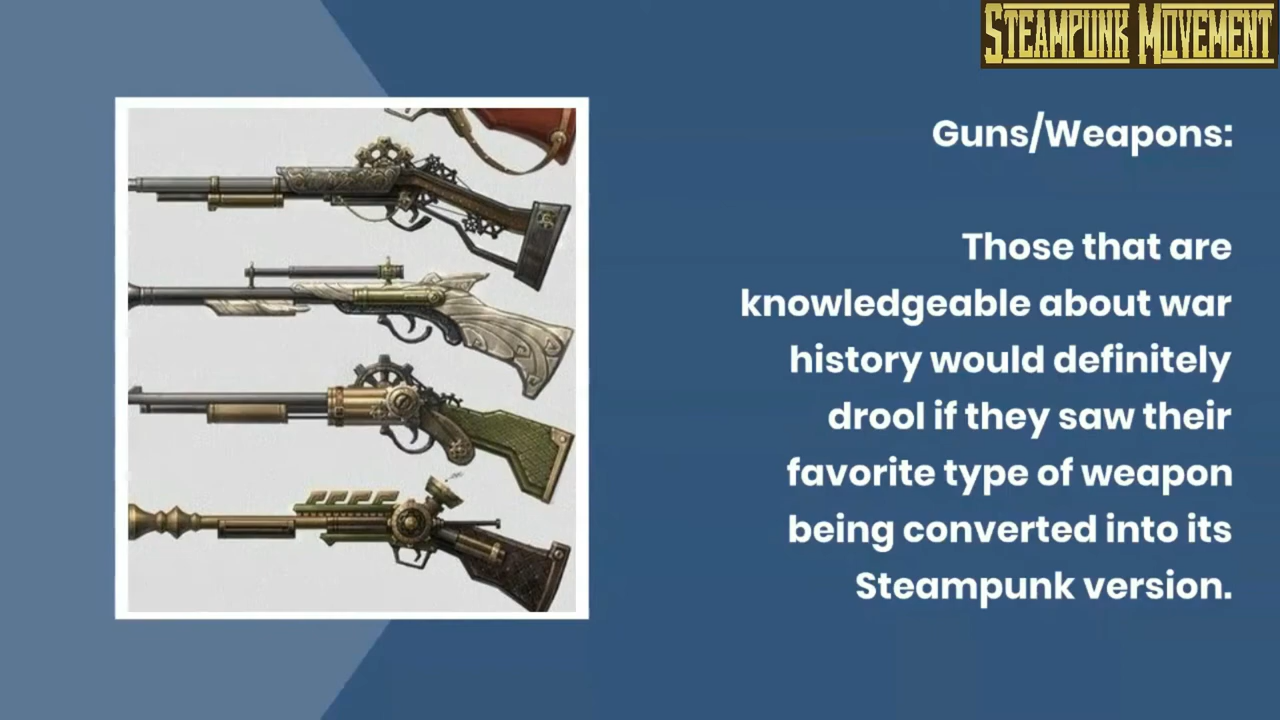 STEAMPUNK MOVEMENT
Guns/Weapons:
Those that are
knowledgeable about war
history would definitely
drool if they saw their
favorite type of weapon
being converted into its
Steampunk version.